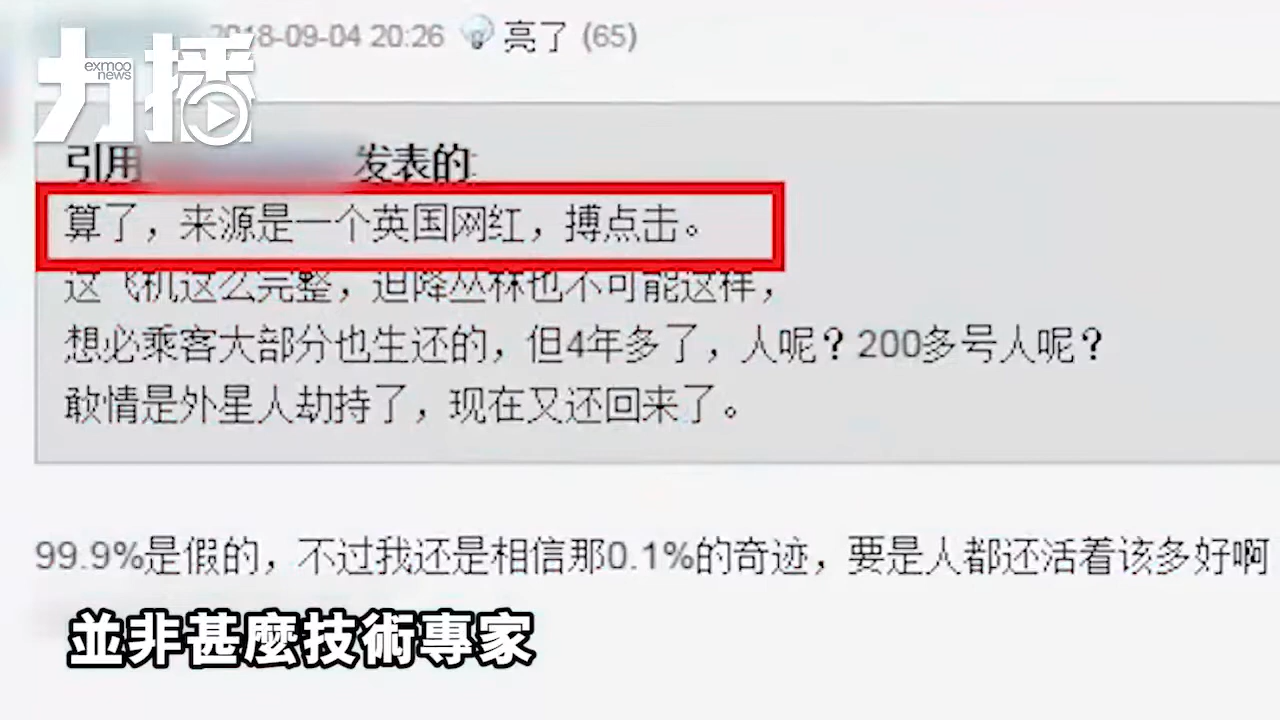 2018-09-04 20:26 亮了 (65)
力播
exmoo
news
引用 发表的:
算了，来源是一个英国网红，搏点击。
这飞机这么完整，迫降丛林也不可能这样，
想必乘客大部分也生还的，但4年多了，人呢？200多号人呢？
敢情是外星人劫持了，现在又还回来了。
99.9%是假的，不过我还是相信那0.1%的奇迹，要是人都还活着该多好啊
並非甚麼技術專家